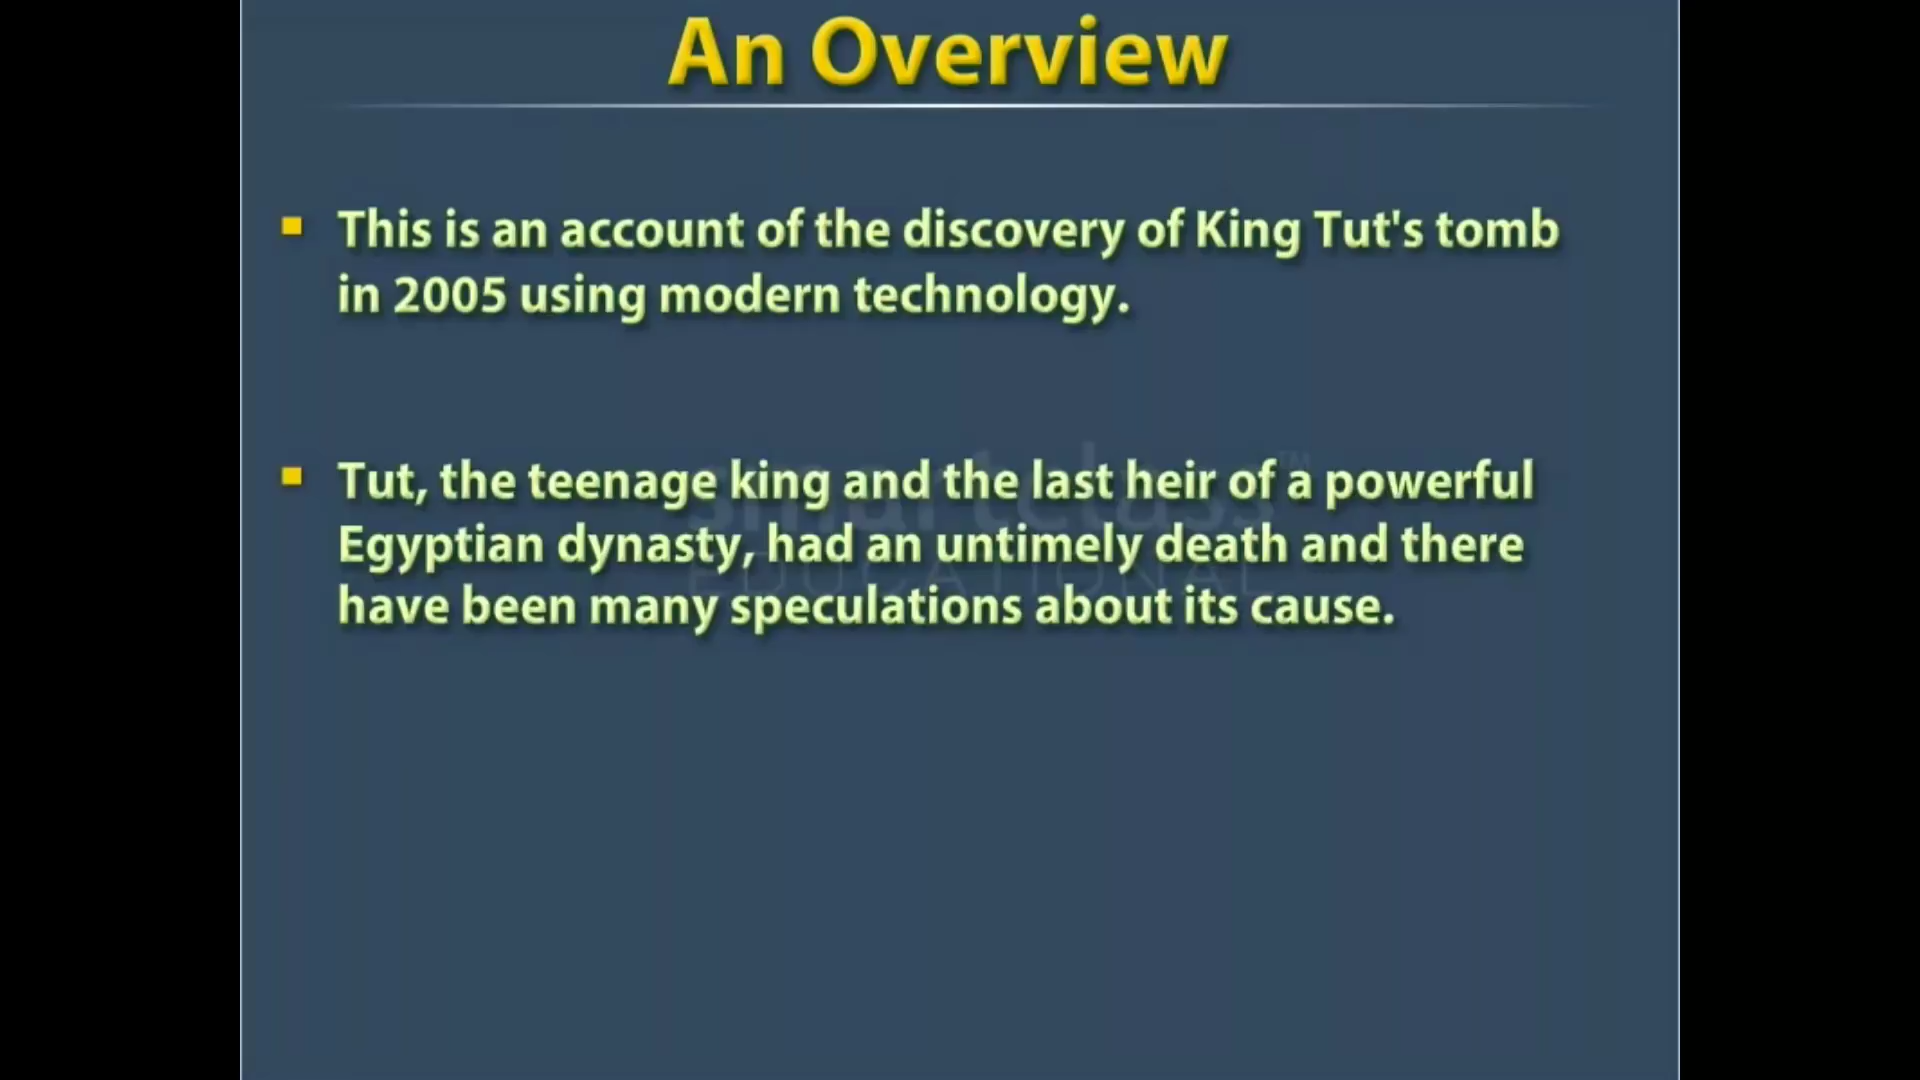 An Overview
This is an account of the discovery of King Tut's tomb
in 2005 using modern technology.
Tut, the teenage king and the last heir of a powerful
Egyptian dynasty, had an untimely death and there
have been many speculations about its cause.
smartclass™
EDUCATIONAL